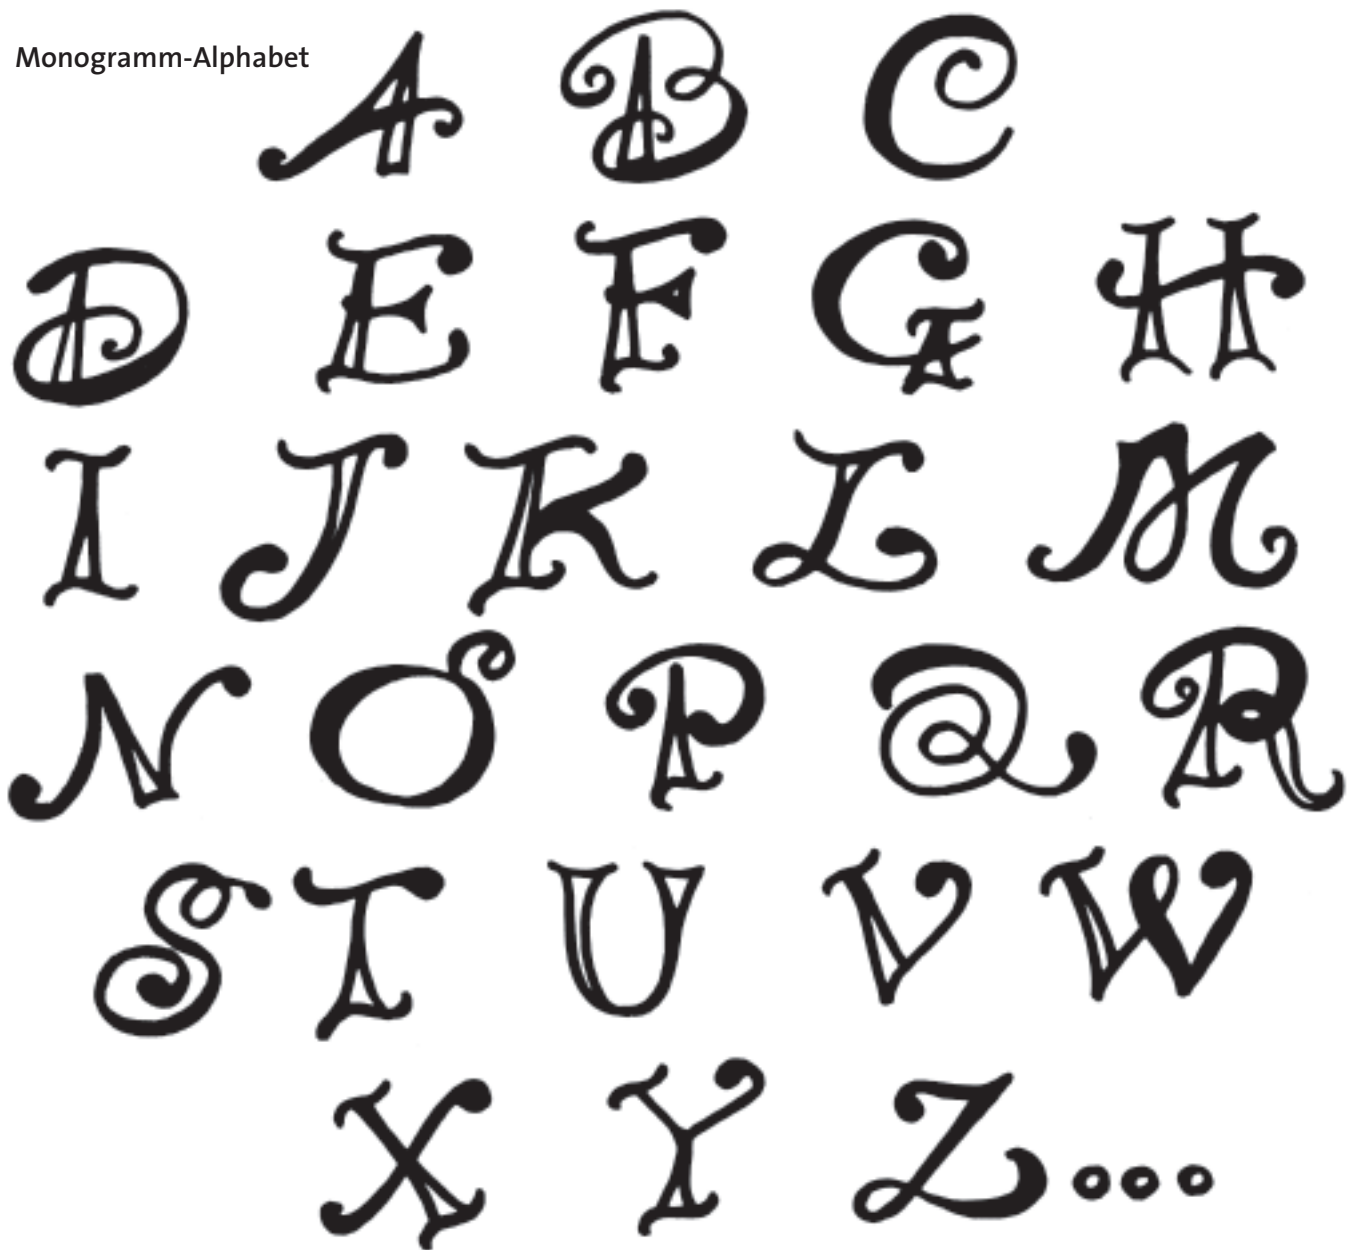 Monogramm-Alphabet
A B C
D E F G H
I J K L M
N O P Q R
S T U V W
X Y Z...